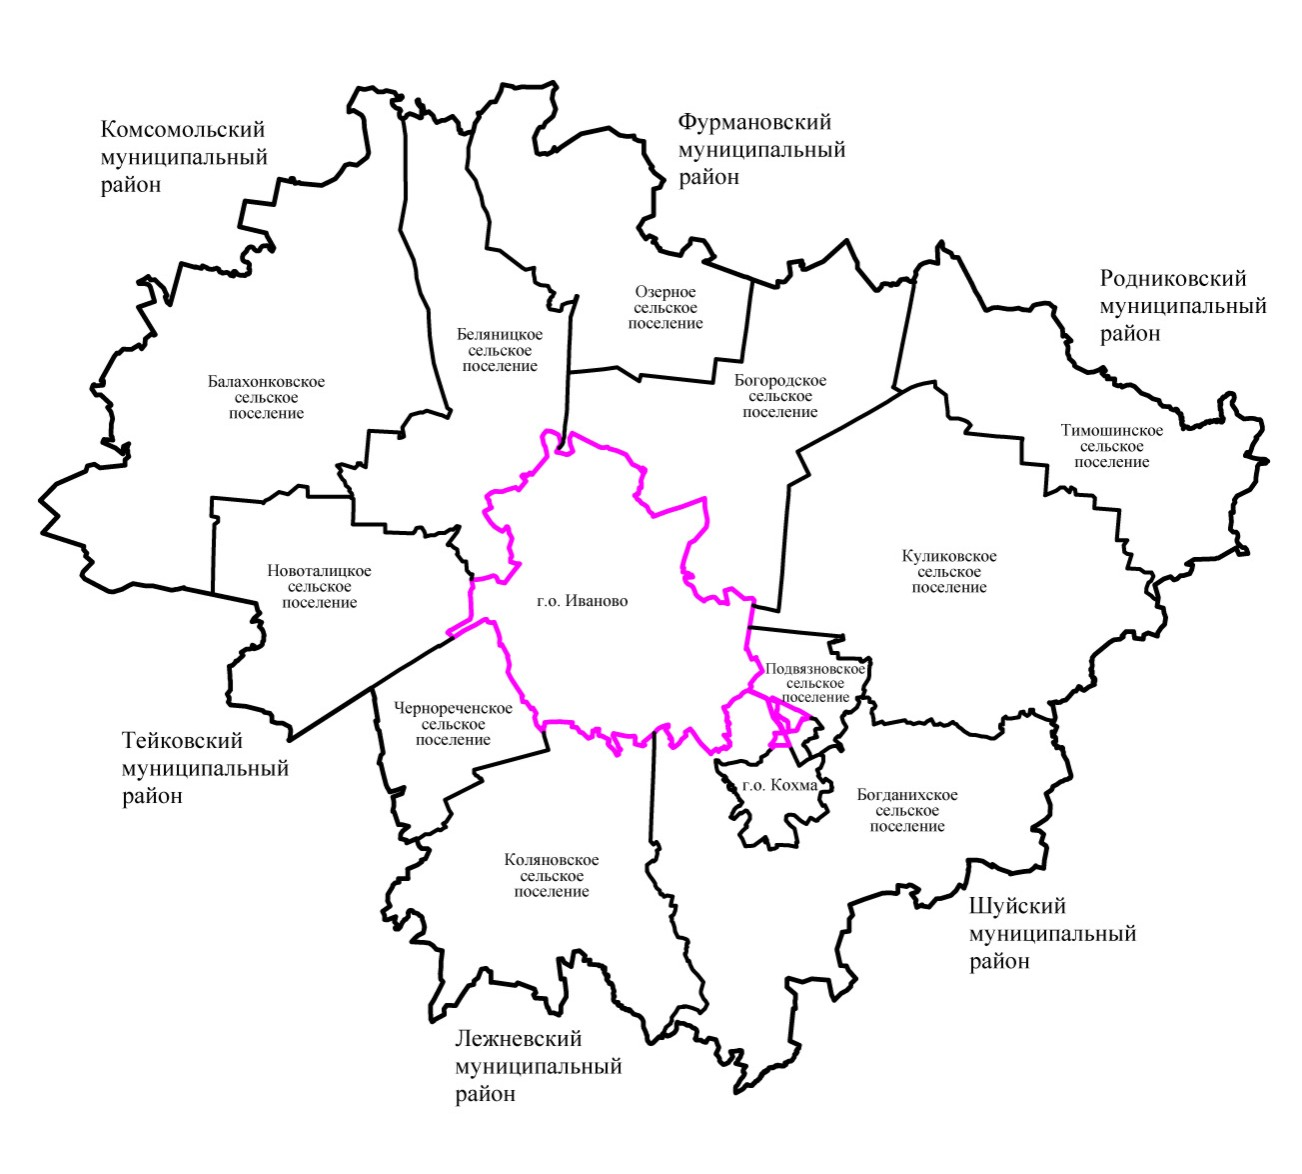 Комсомольский
муниципальный
район
Фурмановский
муниципальный
район
Родниковский
муниципальный
район
Озерное
сельское
поселение
Беляницкое
сельское
поселение
Балахонковское
сельское
поселение
Богородское
сельское
поселение
Тимошинское
сельское
поселение
Куликовское
сельское
поселение
Новоталицкое
сельское
поселение
г.о. Иваново
Подвязновское
сельское
поселение
Чернореченское
сельское
поселение
Тейковский
муниципальный
район
г.о. Кохма
Богданихское
сельское
поселение
Коляновское
сельское
поселение
Шуйский
муниципальный
район
Лежневский
муниципальный
район